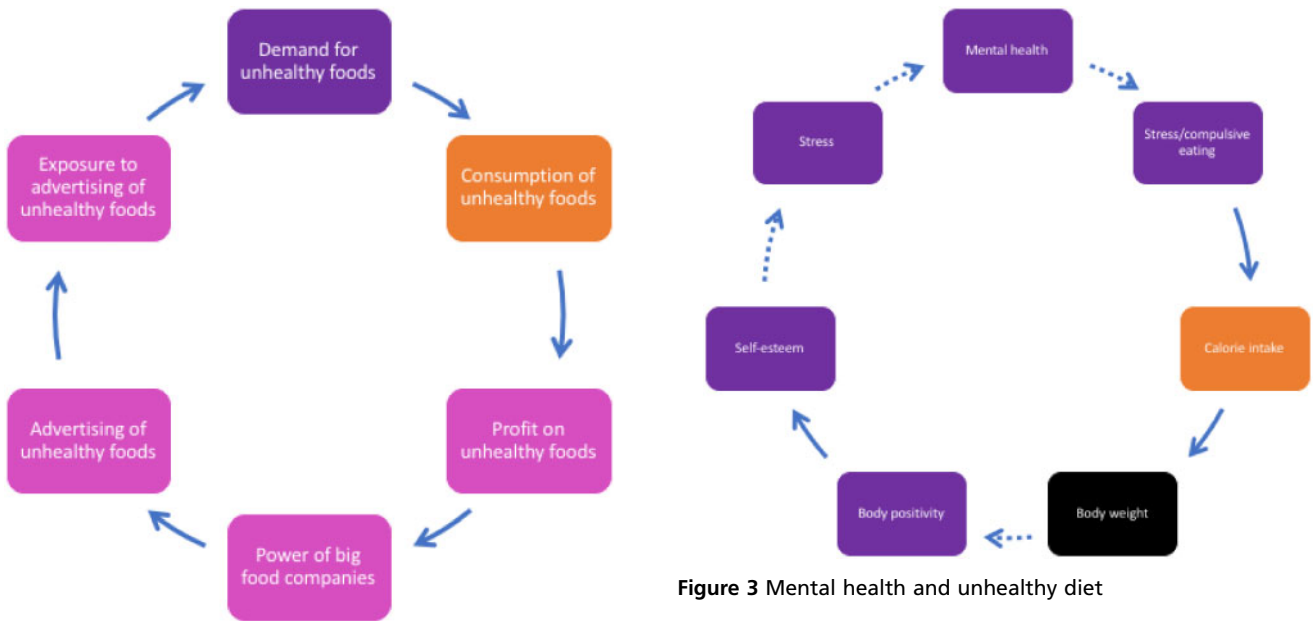 Demand for
unhealthy foods
Consumption of
unhealthy foods
Profit on
unhealthy foods
Power of big
food companies
Advertising of
unhealthy foods
Exposure to
advertising of
unhealthy foods
Mental health
Stress/compulsive
eating
Calorie intake
Body weight
Body positivity
Self-esteem
Stress
Figure 3 Mental health and unhealthy diet